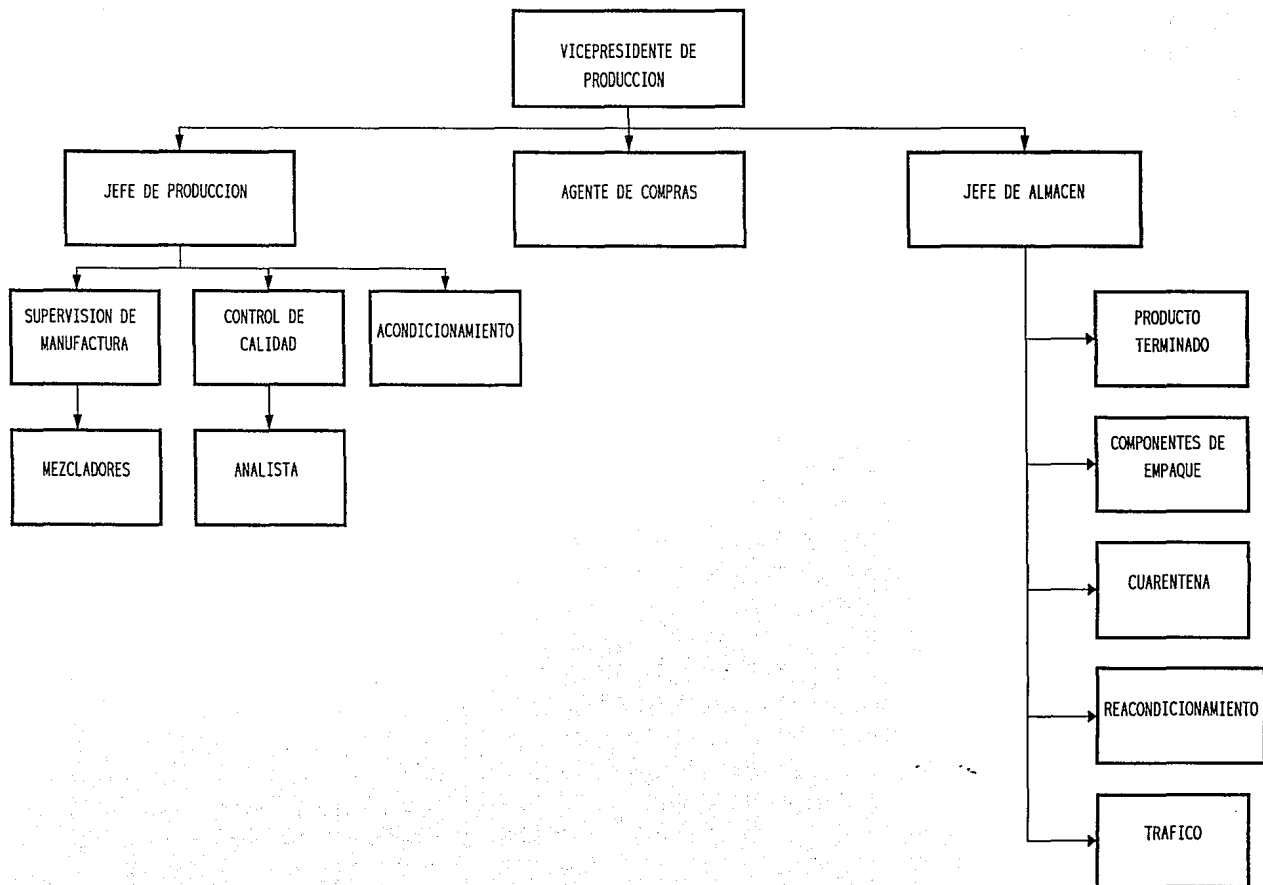 VICEPRESIDENTE DE
PRODUCCION
JEFE DE PRODUCCION
AGENTE DE COMPRAS
JEFE DE ALMACEN
SUPERVISION DE
MANUFACTURA
CONTROL DE
CALIDAD
ACONDICIONAMIENTO
MEZCLADORES
ANALISTA
PRODUCTO
TERMINADO
COMPONENTES DE
EMPAQUE
CUARENTENA
REACONDICIONAMIENTO
TRAFICO